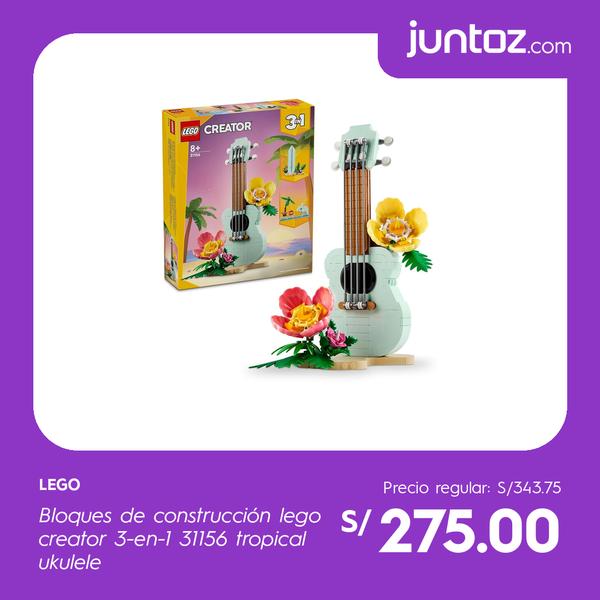 juntoz.com
LEGO CREATOR
3in1
8+
31156
LEGO
Bloques de construcción lego
creator 3-en-1 31156 tropical
ukulele
Precio regular: S/343.75
S/ 275.00